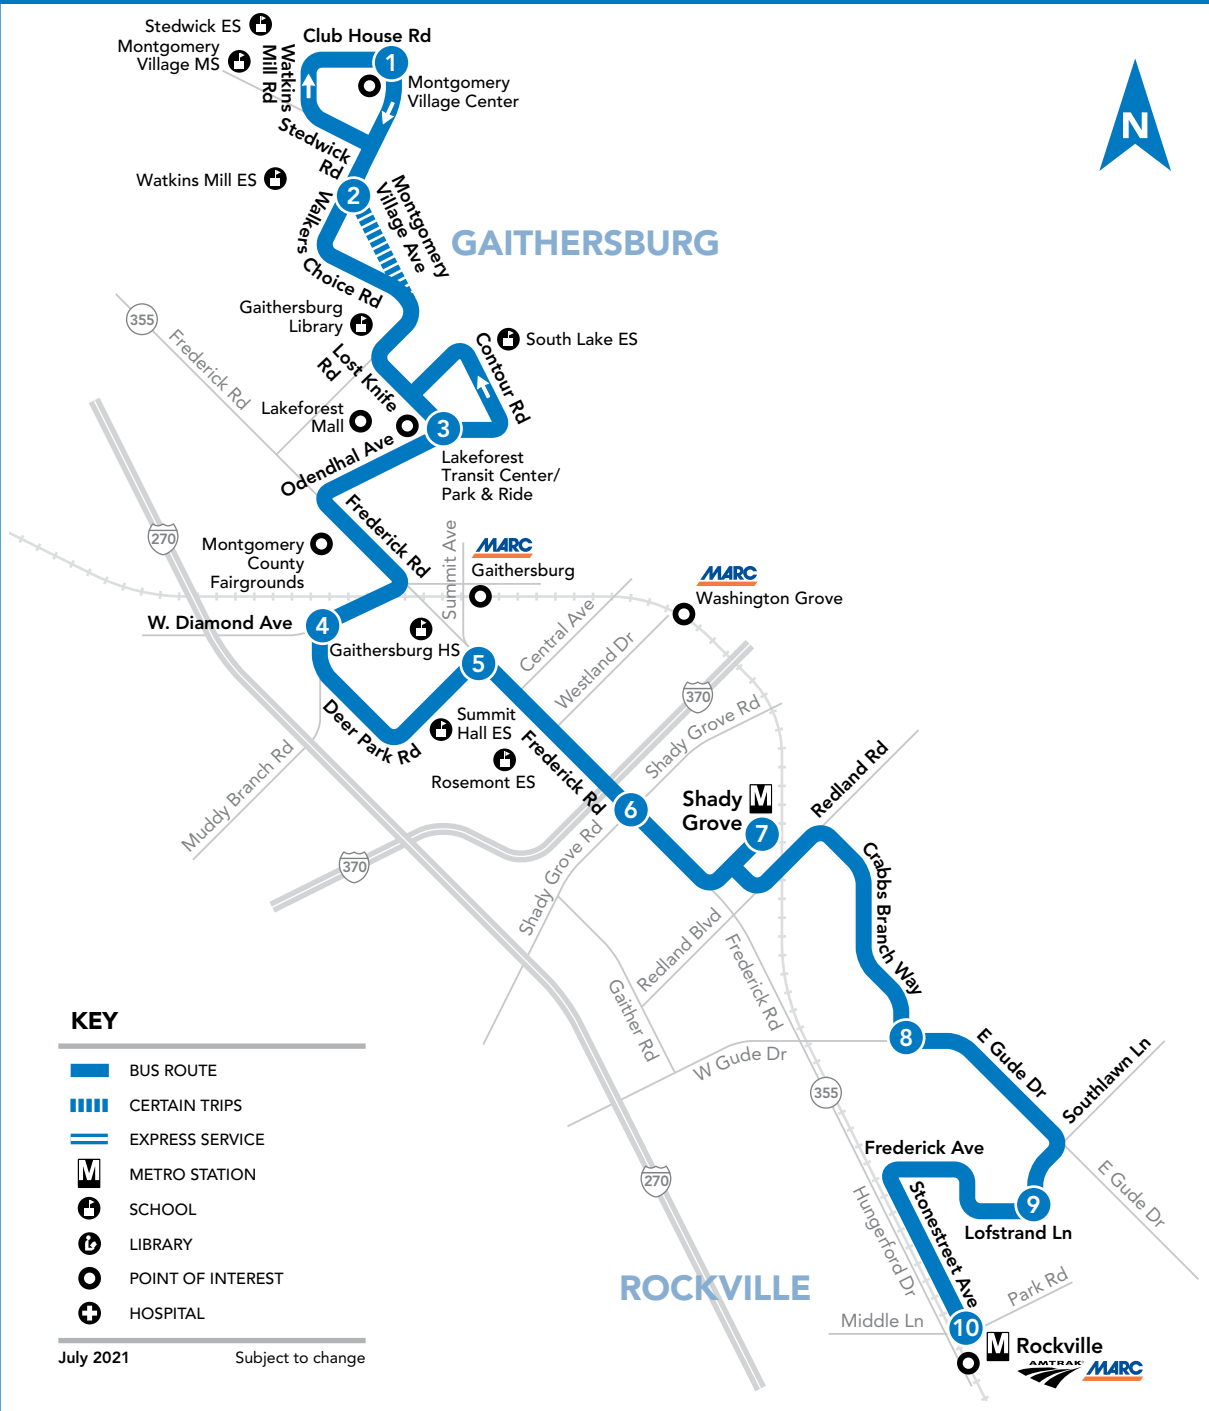 Stedwick ES
Montgomery
Village MS
Watkins
Mill Rd
Club House Rd
1
Montgomery
Village Center
N
Stedwick
Rd
Watkins Mill ES
2
Montgomery
Village Ave
Walkers
Choice Rd
GAITHERSBURG
355
Frederick Rd
Gaithersburg
Library
South Lake ES
Contour Rd
Lost Knife
Rd
Lakeforest
Mall
3
Odendhal Ave
Lakeforest
Transit Center/
Park & Ride
270
Frederick Rd
Summit Ave
Montgomery
County
Fairgrounds
MARC
Gaithersburg
MARC
Washington Grove
W. Diamond Ave
4
Gaithersburg HS
5
Central Ave
Westland Dr
370
Shady Grove Rd
Deer Park Rd
Summit
Hall ES
Rosemont ES
Frederick Rd
Muddy Branch Rd
6
Shady
Grove
M
7
Redland Rd
370
Shady Grove Rd
Crabbs Branch Way
Redland Blvd
Frederick Rd
Gaither Rd
W Gude Dr
8
E Gude Dr
Southlawn Ln
355
Frederick Ave
E Gude Dr
270
9
Lofstrand Ln
Stonestreet Ave
Hungerford Dr
ROCKVILLE
Park Rd
Middle Ln
10
M
Rockville
AMTRAK
MARC
KEY
BUS ROUTE
CERTAIN TRIPS
EXPRESS SERVICE
M
METRO STATION
SCHOOL
LIBRARY
POINT OF INTEREST
HOSPITAL
July 2021
Subject to change